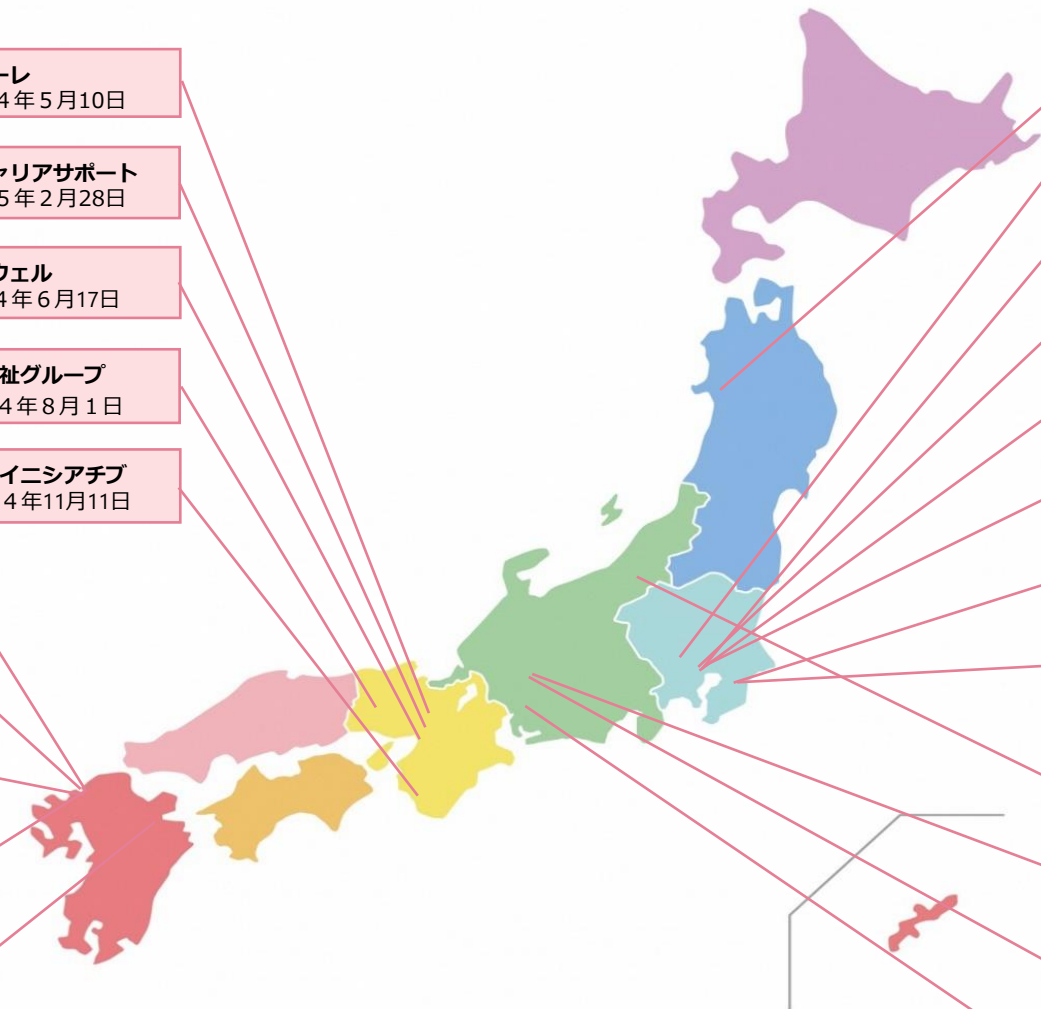 ーレ
4年5月10日
ャリアサポート
5年2月28日
ウェル
4年6月17日
祉グループ
4年8月1日
イニシアチブ
4年11月11日